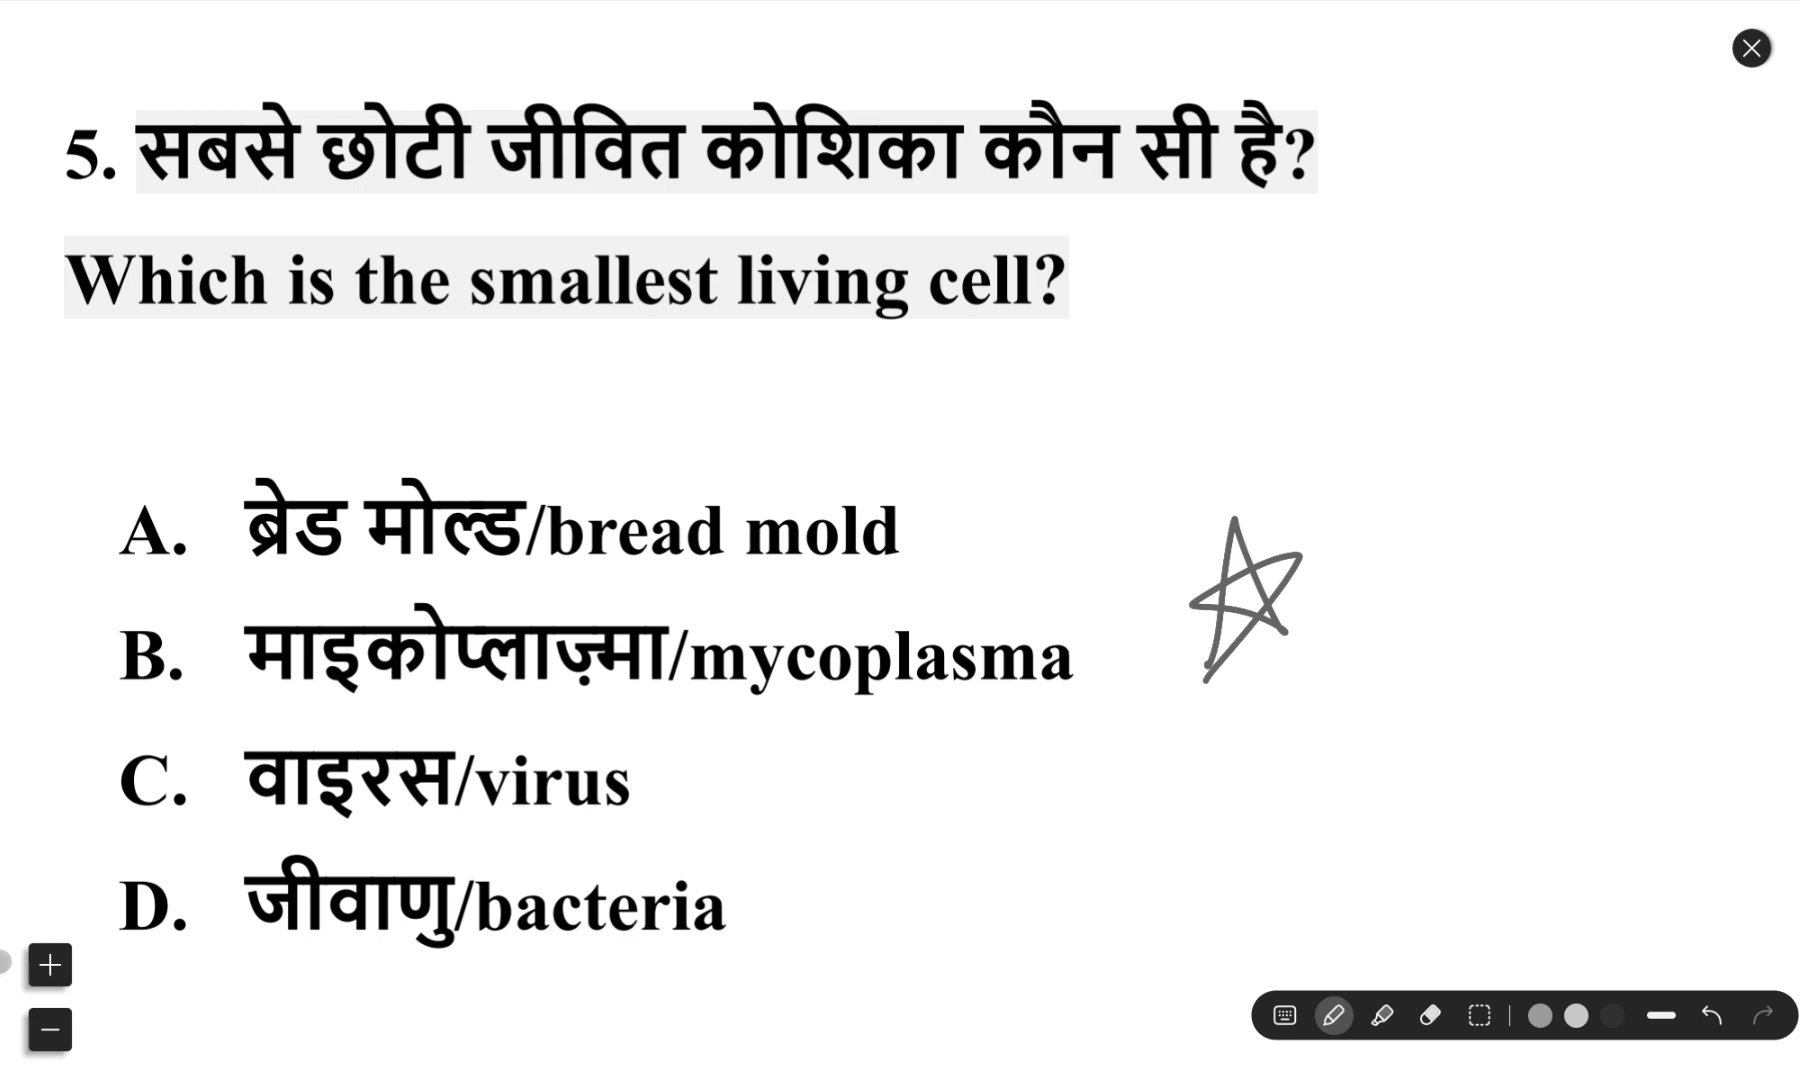 5. सबसे छोटी जीवित कोशिका कौन सी है?
Which is the smallest living cell?
A. ब्रेड मोल्ड/bread mold
B. माइकोप्लाज़्मा/mycoplasma
C. वाइरस/virus
D. जीवाणु/bacteria